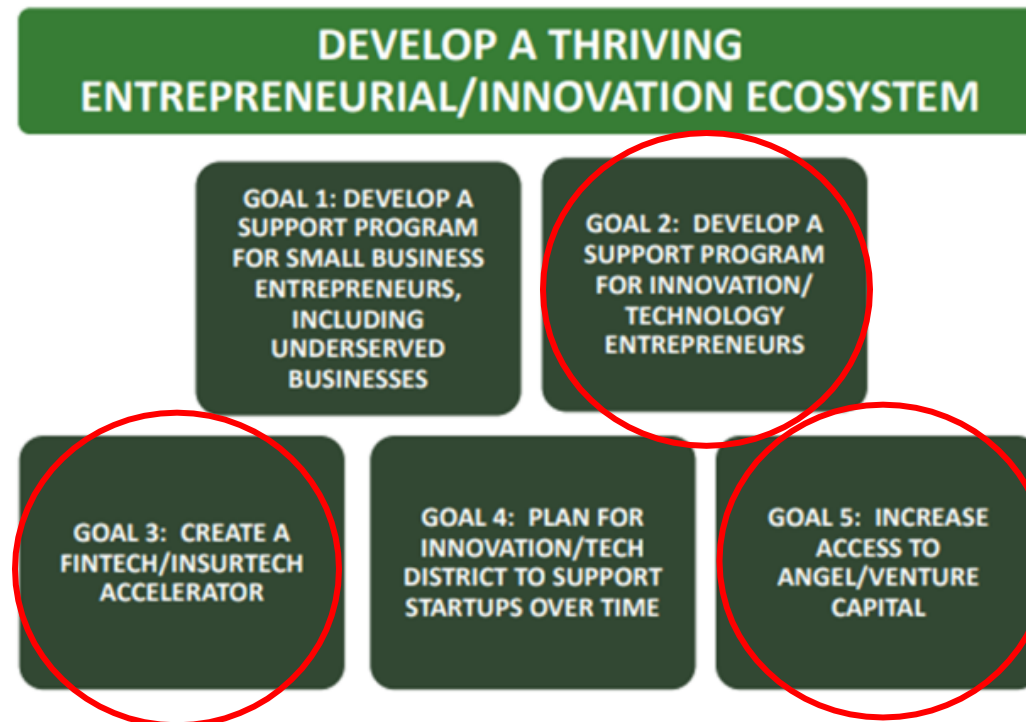 DEVELOP A THRIVING
ENTREPRENEURIAL/INNOVATION ECOSYSTEM
GOAL 1: DEVELOP A
SUPPORT PROGRAM
FOR SMALL BUSINESS
ENTREPRENEURS,
INCLUDING
UNDERSERVED
BUSINESSES
GOAL 2: DEVELOP A
SUPPORT PROGRAM
FOR INNOVATION/
TECHNOLOGY
ENTREPRENEURS
GOAL 3: CREATE A
FINTECH/INSURTECH
ACCELERATOR
GOAL 4: PLAN FOR
INNOVATION/TECH
DISTRICT TO SUPPORT
STARTUPS OVER TIME
GOAL 5: INCREASE
ACCESS TO
ANGEL/VENTURE
CAPITAL